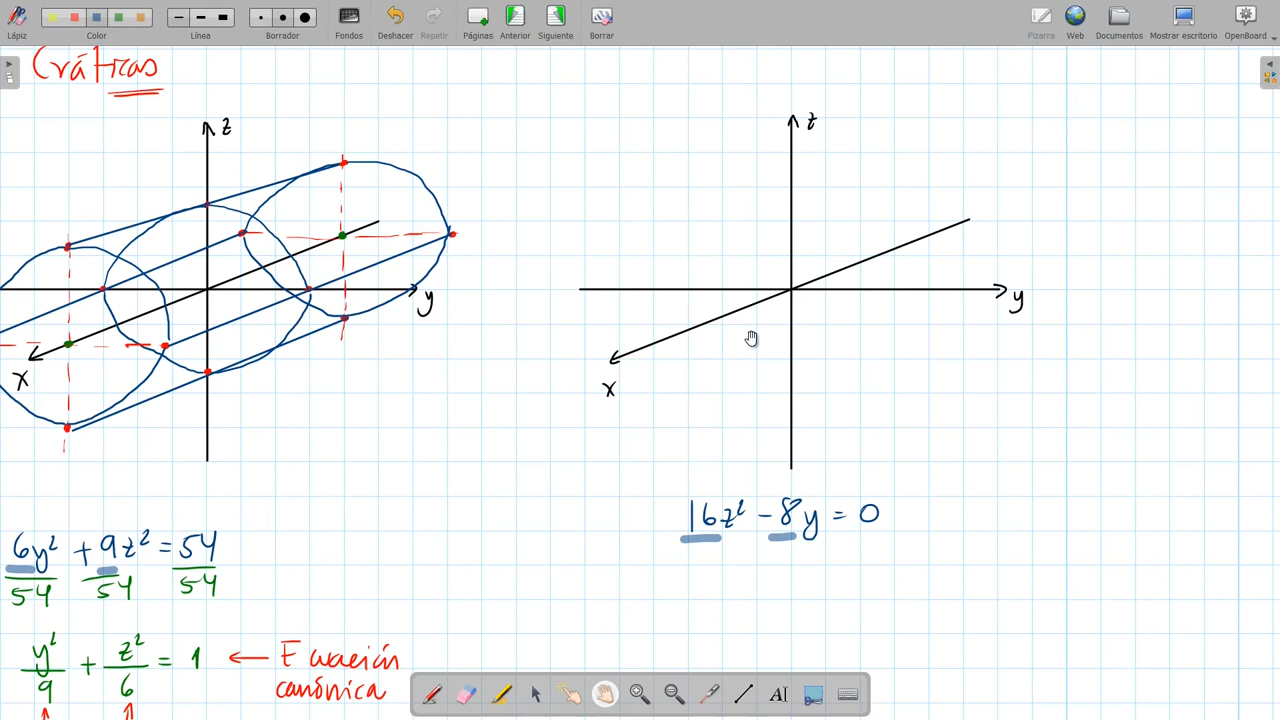 Lápiz Color Línea Borrador Fondos Deshacer Repetir Páginas Anterior Siguiente Borrar Pizarra Web Documentos Mostrar escritorio OpenBoard
Gráficas
z
y
x
z
y
x
6y² + 9z² = 54
54 54 54
y²/9 + z²/6 = 1 ← Ecuación
canónica
16z² - 8y = 0